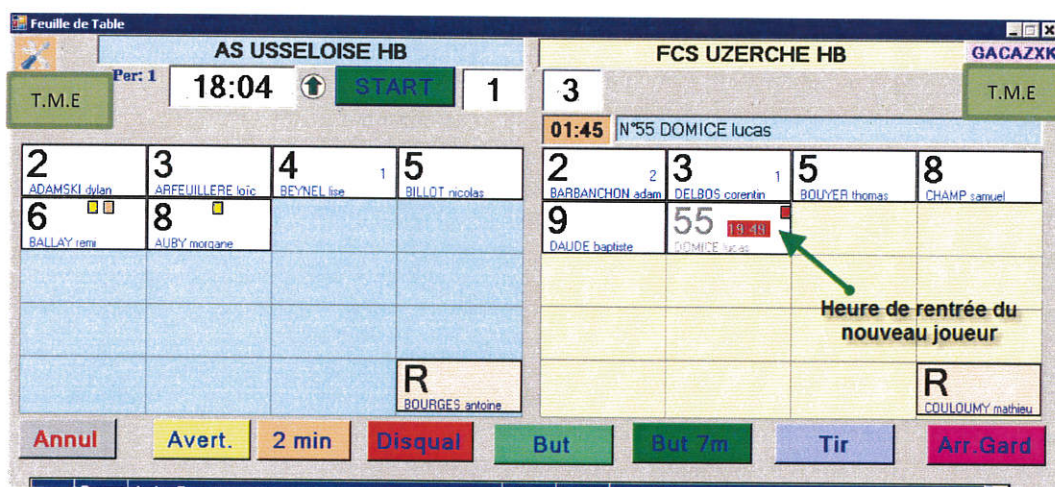 Feuille de Table
AS USSELOISE HB
FCS UZERCHE HB
GACAZXK
T.M.E
Per: 1
18:04
START
1
3
T.M.E
01:45
N°55 DOMICE lucas
2
ADAMSKI dylan
3
ARFEUILLERE loïc
4
1
BEYNEL lise
5
BILLOT nicolas
2
2
BARBANCHON adam
3
1
DELBOS corentin
5
BOUYER thomas
8
CHAMP samuel
6
BALLAY remi
8
AUBY morgane
9
DAUDE baptiste
55
19:49
DOMICE lucas
Heure de rentrée du
nouveau joueur
R
BOURGES antoine
R
COULOUMY mathieu
Annul
Avert.
2 min
Disqual
But
But 7m
Tir
Arr.Gard